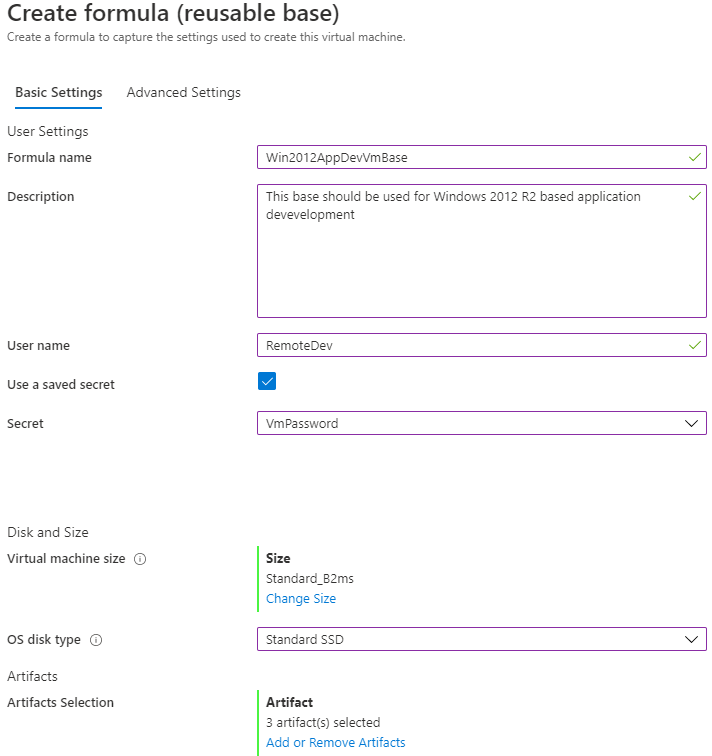 Create formula (reusable base)
Create a formula to capture the settings used to create this virtual machine.
Basic Settings
Advanced Settings
User Settings
Formula name
Win2012AppDevVmBase
Description
This base should be used for Windows 2012 R2 based application
devevelopment
User name
RemoteDev
Use a saved secret
Secret
VmPassword
Disk and Size
Virtual machine size
Size
Standard_B2ms
Change Size
OS disk type
Standard SSD
Artifacts
Artifacts Selection
Artifact
3 artifact(s) selected
Add or Remove Artifacts